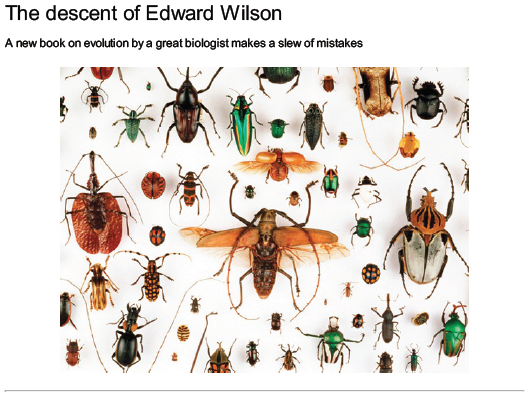 The descent of Edward Wilson
A new book on evolution by a great biologist makes a slew of mistakes